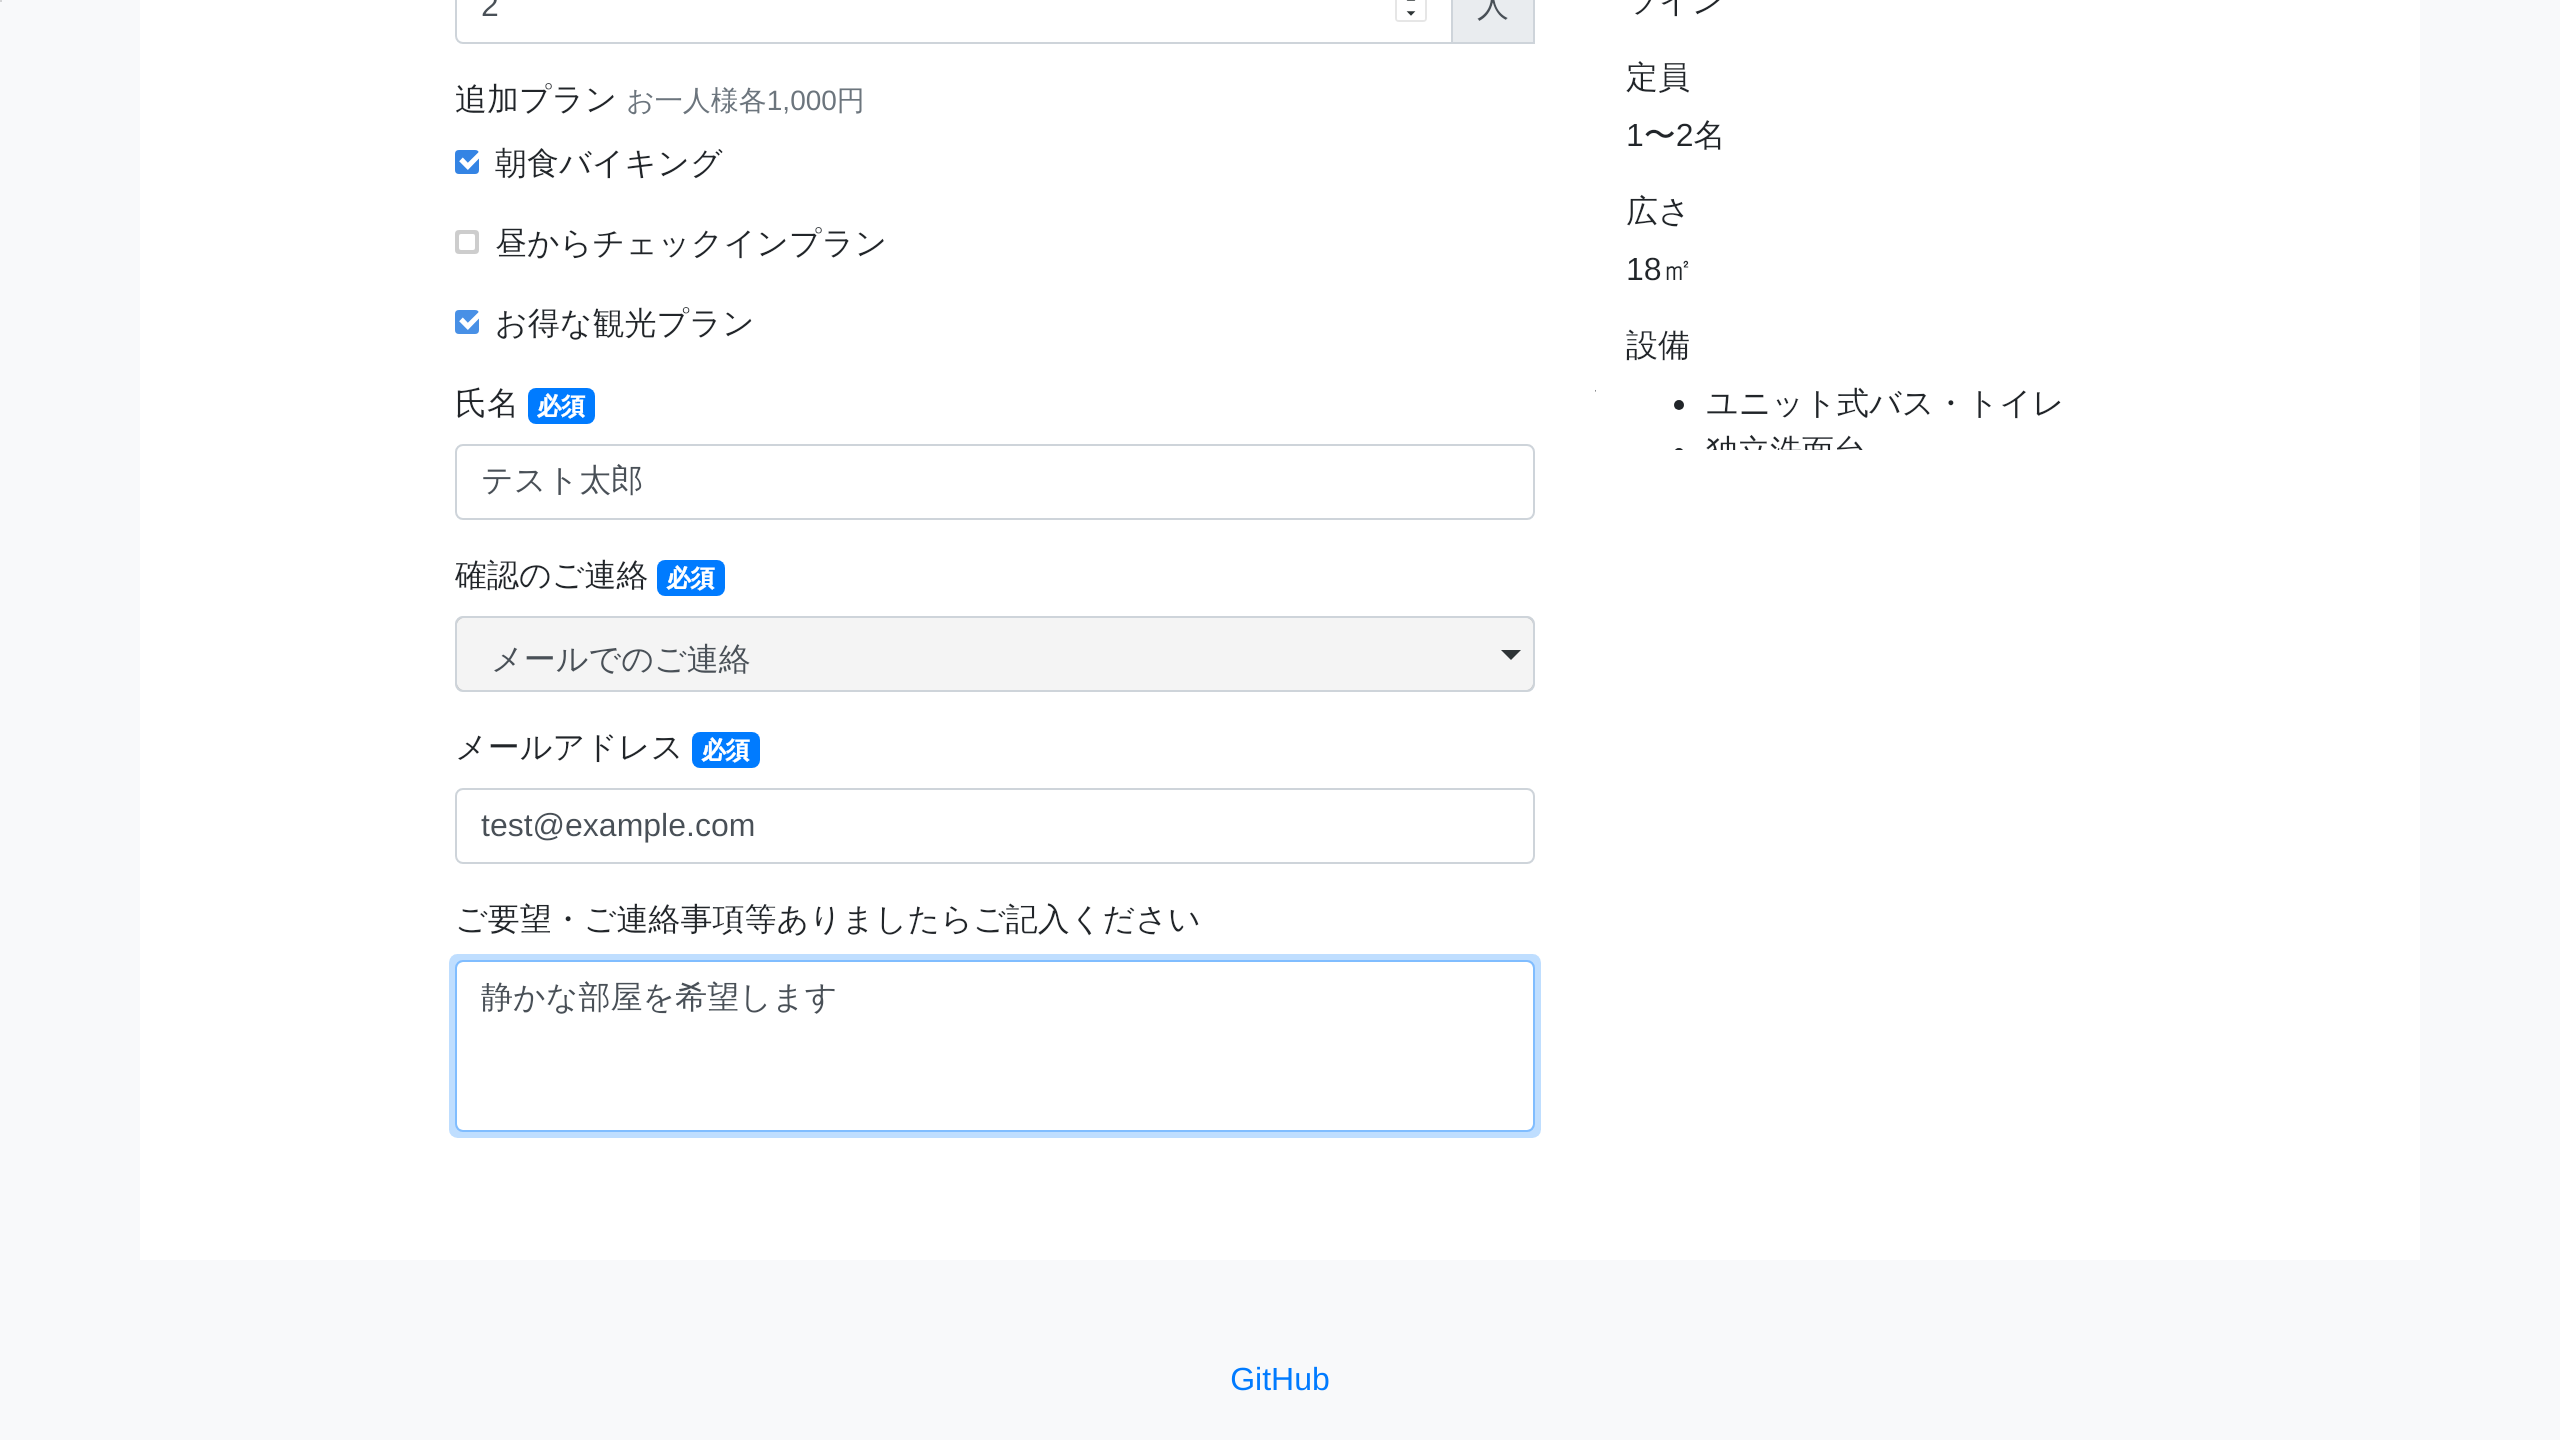 2
人
追加プラン お一人様各1,000円
朝食バイキング
昼からチェックインプラン
お得な観光プラン
氏名 必須
テスト太郎
確認のご連絡 必須
メールでのご連絡
メールアドレス 必須
test@example.com
ご要望・ご連絡事項等ありましたらご記入ください
静かな部屋を希望します
定員
1〜2名
広さ
18㎡
設備
ユニット式バス・トイレ
独立洗面台
GitHub